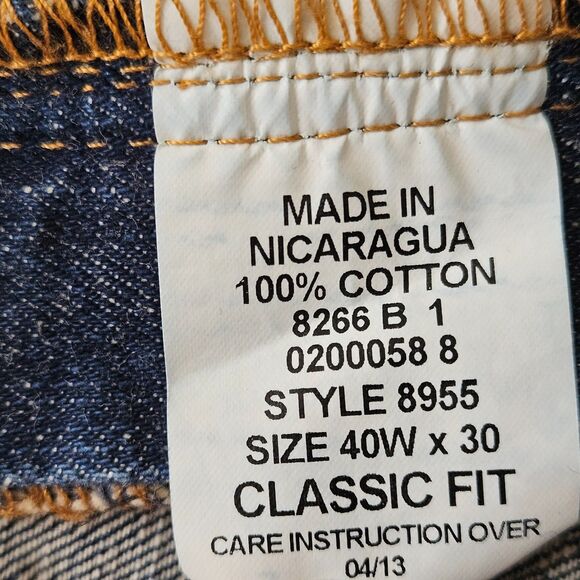 MADE IN
NICARAGUA
100% COTTON
8266 B 1
0200058 8
STYLE 8955
SIZE 40W x 30
CLASSIC FIT
CARE INSTRUCTION OVER
04/13